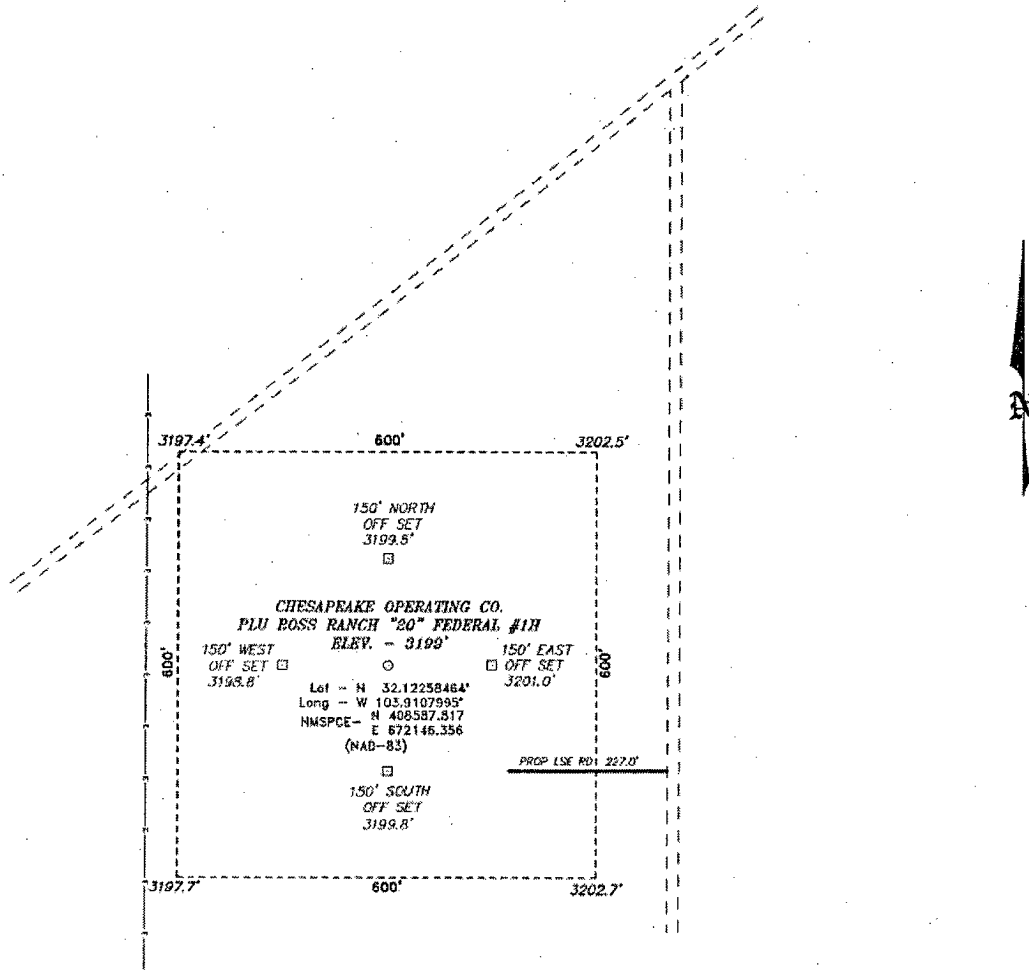 3197.4'
600'
3202.5'
150' NORTH
OFF SET
3199.5'
CHESAPEAKE OPERATING CO.
PLU ROSS RANCH "20" FEDERAL #1H
ELEV. - 3199'
150' WEST
OFF SET
3198.8'
150' EAST
OFF SET
3201.0'
600'
600'
Lat - N 32.12258464°
Long - W 103.9107995°
NMSPCE- N 408587.817
E 672146.356
(NAD-83)
PROP LSE RD 227.0'
150' SOUTH
OFF SET
3199.8'
3197.7'
600'
3202.7'